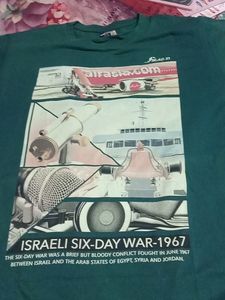 airasia.com
ISRAELI SIX-DAY WAR-1967
THE SIX-DAY WAR WAS A BRIEF BUT BLOODY CONFLICT FOUGHT IN JUNE 1967
BETWEEN ISRAEL AND THE ARAB STATES OF EGYPT, SYRIA AND JORDAN.